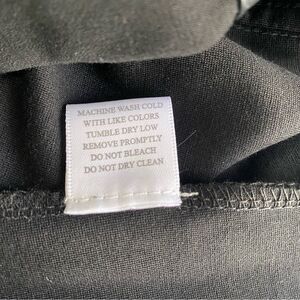 MACHINE WASH COLD
WITH LIKE COLORS
TUMBLE DRY LOW
REMOVE PROMPTLY
DO NOT BLEACH
DO NOT DRY CLEAN